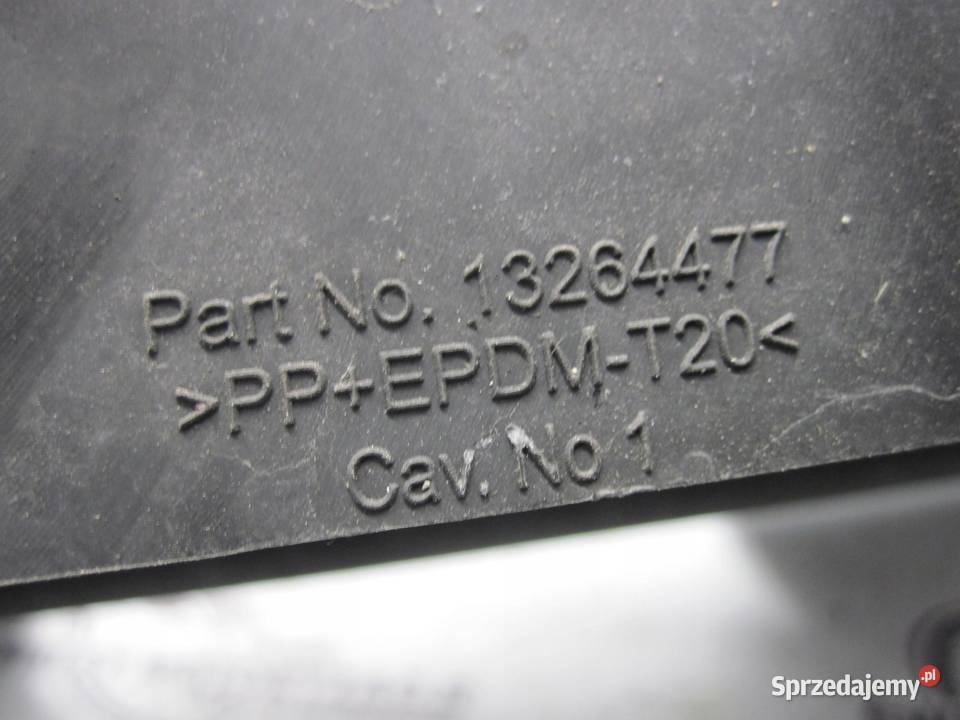 Part No. 13264477
>PP+EPDM-T20<
Cav. No 1
Sprzedajemy.pl